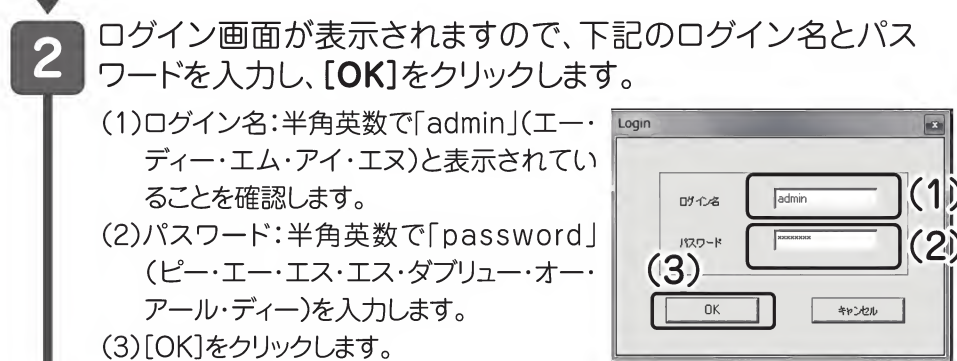 2
ログイン画面が表示されますので、下記のログイン名とパス
ワードを入力し、[OK]をクリックします。
(1)ログイン名:半角英数で「admin」(エー・
ディー・エム・アイ・エヌ)と表示されてい
ることを確認します。
(2)パスワード:半角英数で「password」
(ピー・エー・エス・エス・ダブリュー・オー・
アール・ディー)を入力します。
(3)[OK]をクリックします。
Login
ログイン名
admin
(1)
パスワード
xxxxxxxx
(2)
(3)
OK
キャンセル